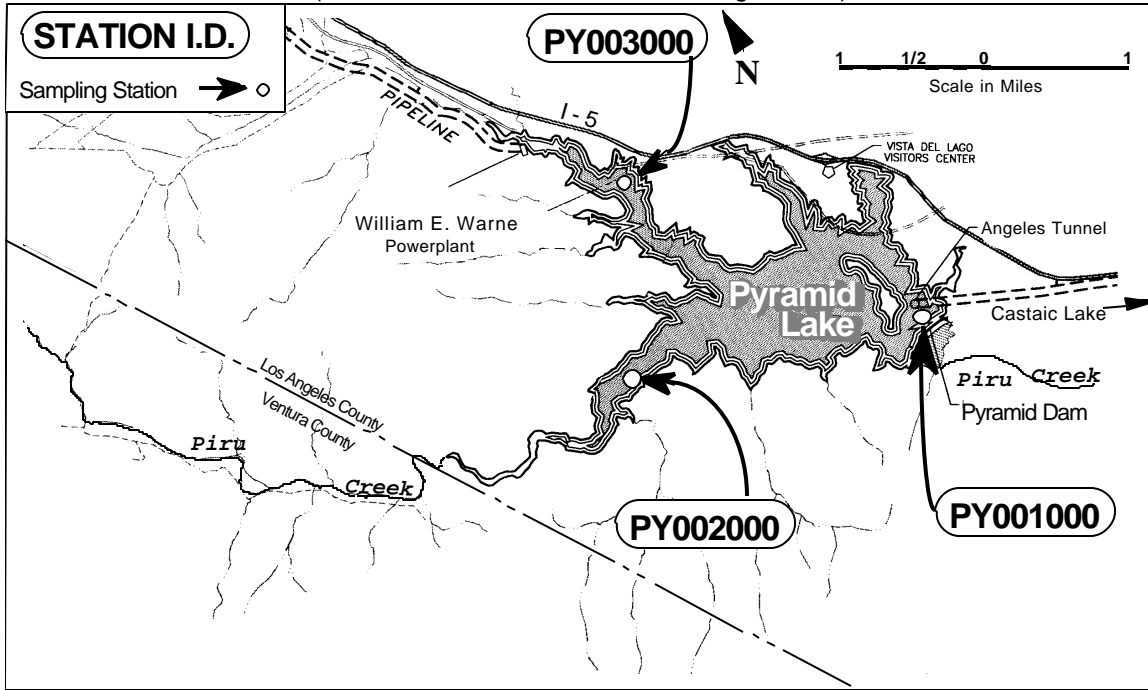 STATION I.D.
Sampling Station
PY003000
N
1 1/2 0 1
Scale in Miles
PIPELINE
I-5
VISTA DEL LAGO
VISITORS CENTER
William E. Warne
Powerplant
Angeles Tunnel
Pyramid
Lake
Castaic Lake
Los Angeles County
Ventura County
Piru Creek
Pyramid Dam
Piru
Creek
PY002000
PY001000